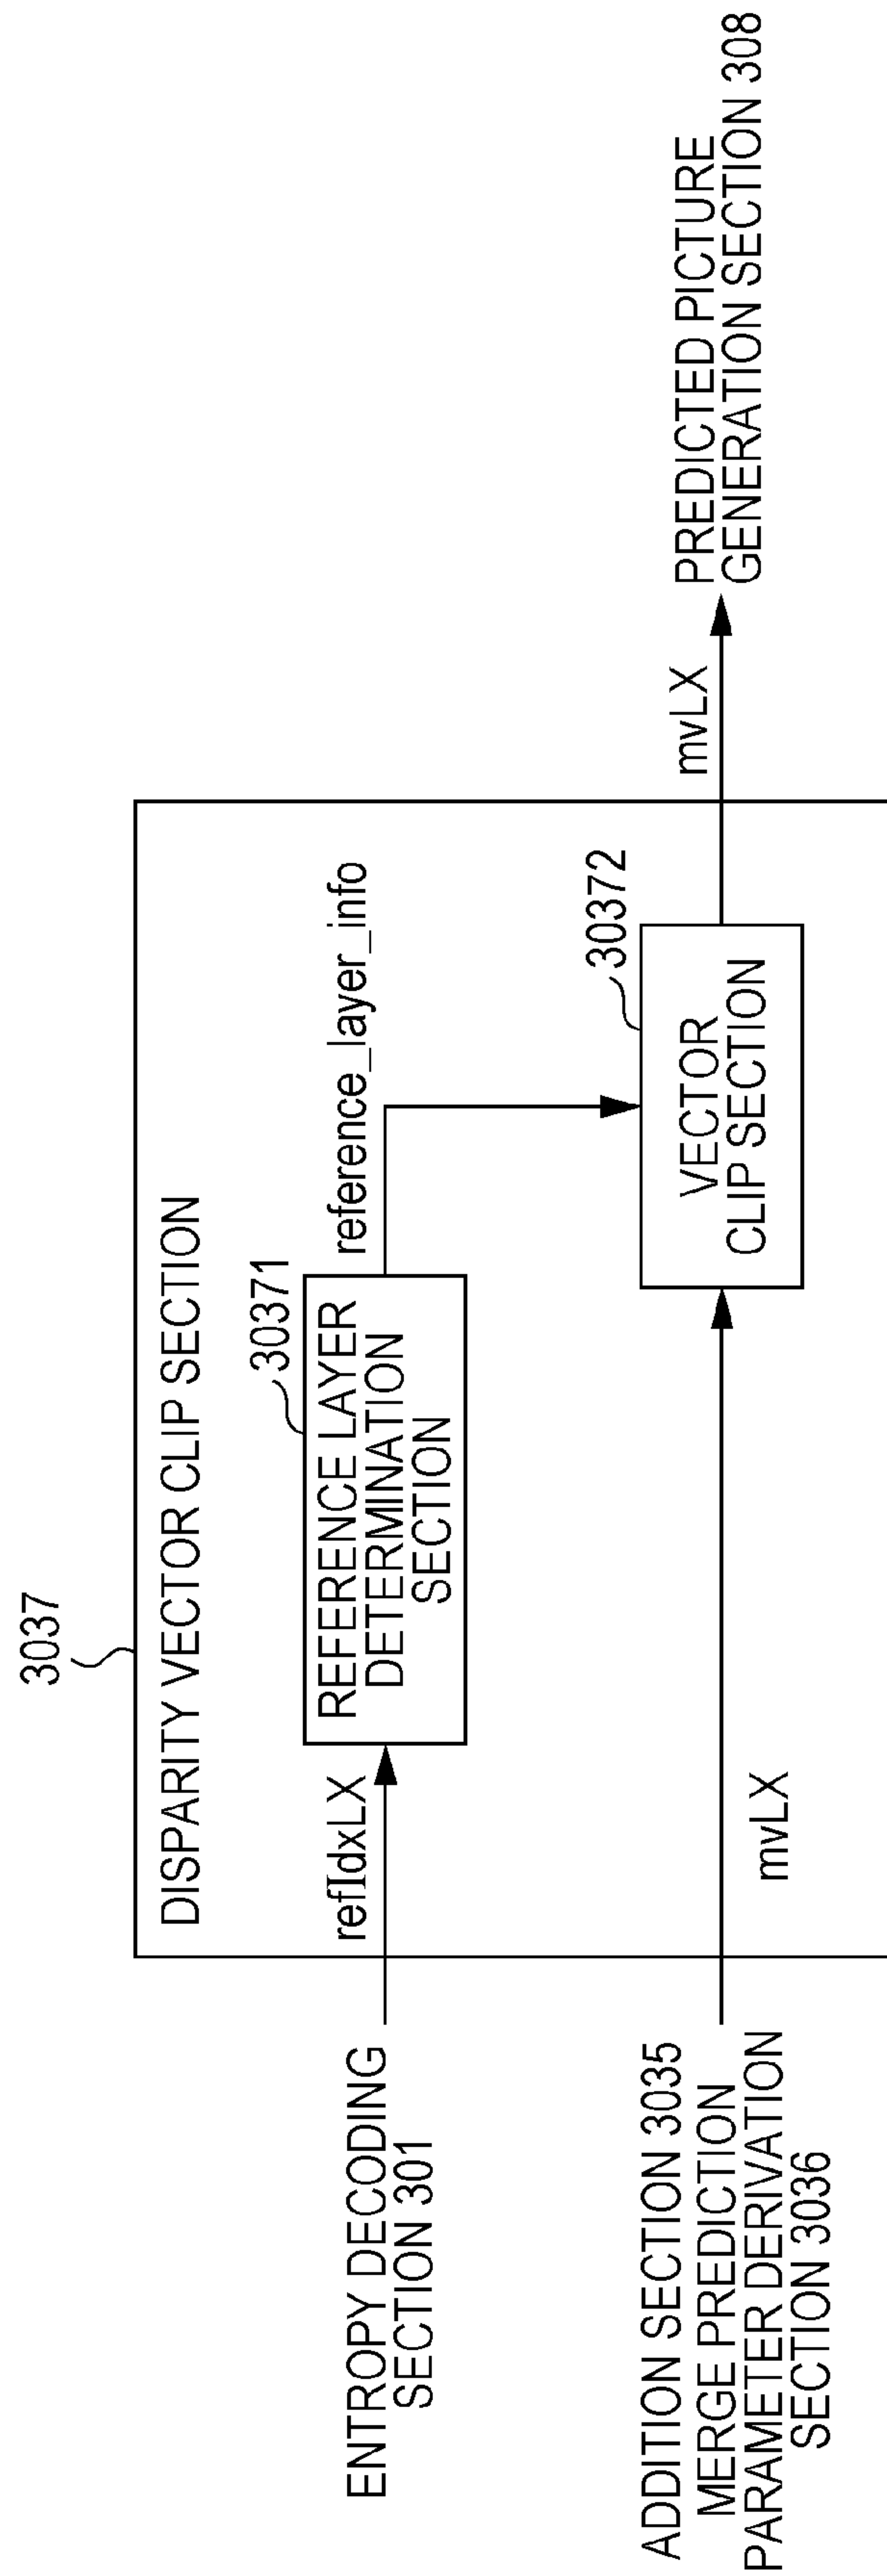 3037
DISPARITY VECTOR CLIP SECTION
ENTROPY DECODING
SECTION 301
refIdxLX
30371
REFERENCE LAYER
DETERMINATION
SECTION
reference_layer_info
ADDITION SECTION 3035
MERGE PREDICTION
PARAMETER DERIVATION
SECTION 3036
mvLX
30372
VECTOR
CLIP SECTION
mvLX
PREDICTED PICTURE
GENERATION SECTION 308